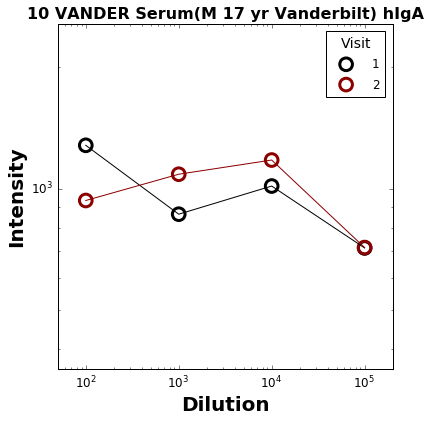 10 VANDER Serum(M 17 yr Vanderbilt) hIgA
Visit
1
2
Intensity
10³
10² 10³ 10⁴ 10⁵
Dilution